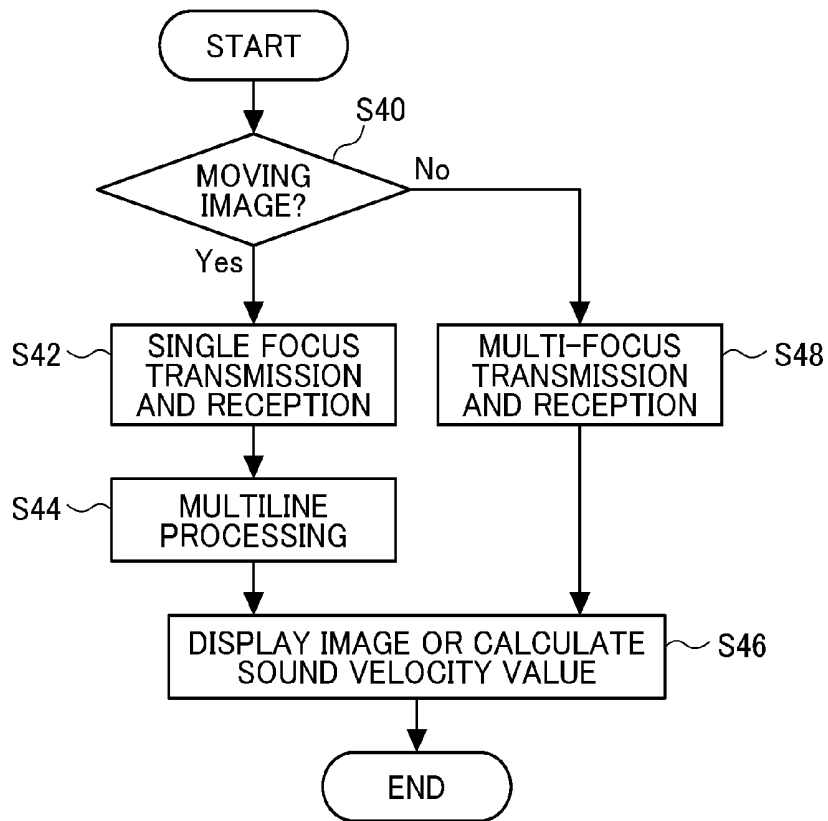 START
S40
MOVING
IMAGE?
No
Yes
S42
SINGLE FOCUS
TRANSMISSION
AND RECEPTION
MULTI-FOCUS
TRANSMISSION
AND RECEPTION
S48
S44
MULTILINE
PROCESSING
DISPLAY IMAGE OR CALCULATE
SOUND VELOCITY VALUE
S46
END